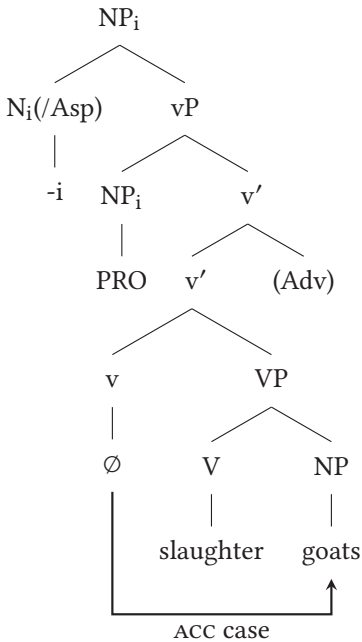 NPi
Ni(/Asp) vP
-i NPi v′
PRO v′ (Adv)
v VP
∅ V NP
slaughter goats
ACC case